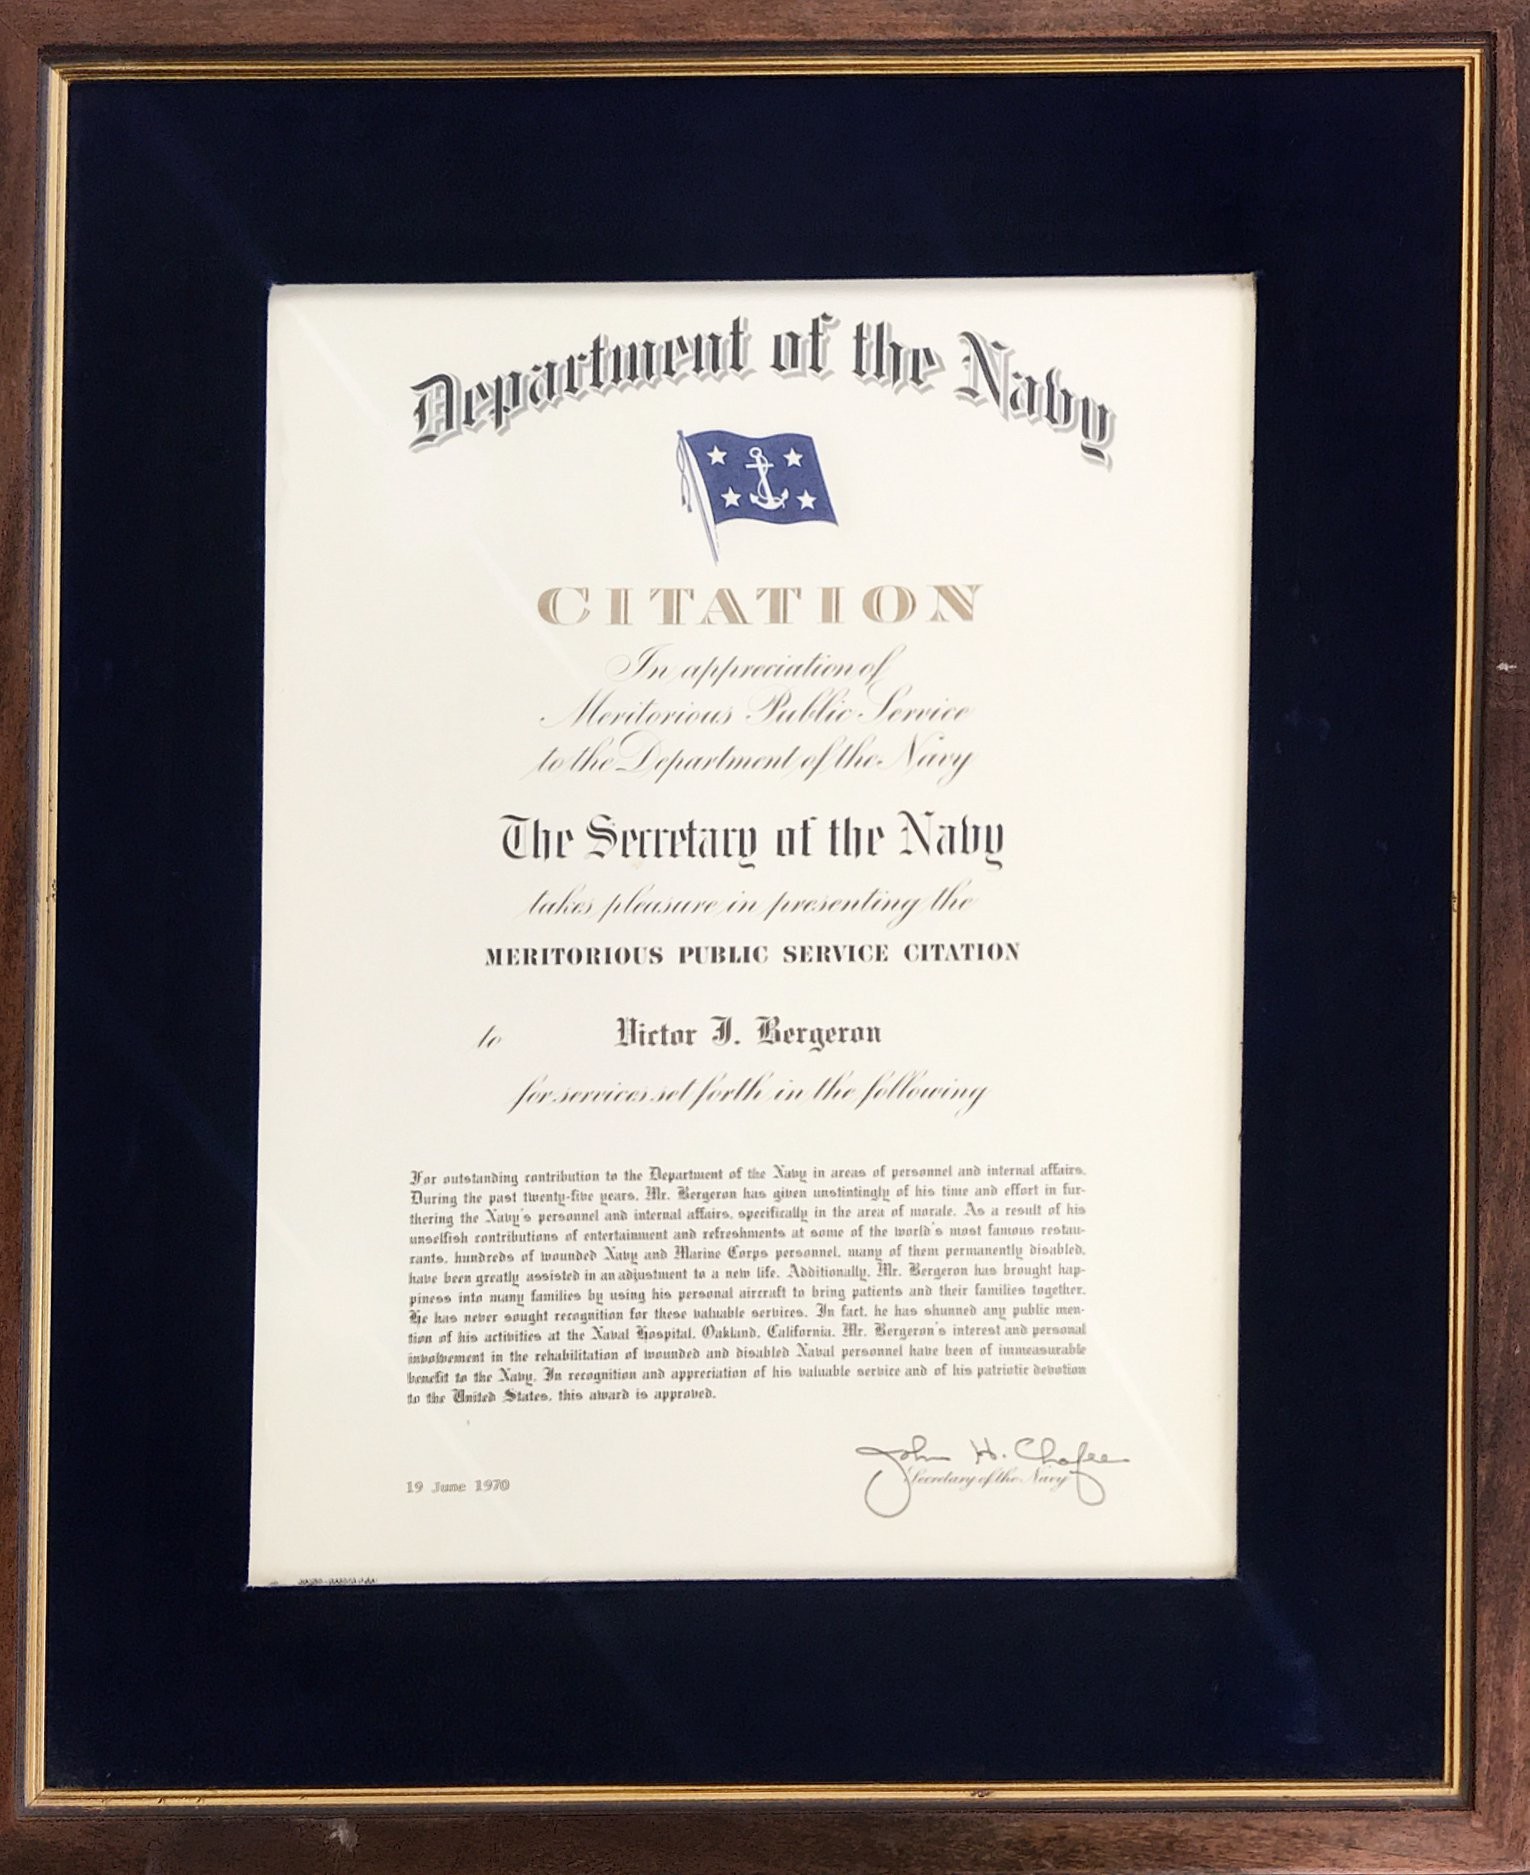 Department of the Navy
CITATION
In appreciation of
Meritorious Public Service
to the Department of the Navy
The Secretary of the Navy
takes pleasure in presenting the
MERITORIOUS PUBLIC SERVICE CITATION
to Victor J. Bergeron
for services set forth in the following
For outstanding contribution to the Department of the Navy in areas of personnel and internal affairs.
During the past twenty-five years, Mr. Bergeron has given unstintingly of his time and effort in fur-
thering the Navy's personnel and internal affairs, specifically in the area of morale. As a result of his
unselfish contributions of entertainment and refreshments at some of the world's most famous restau-
rants, hundreds of wounded Navy and Marine Corps personnel, many of them permanently disabled,
have been greatly assisted in an adjustment to a new life. Additionally, Mr. Bergeron has brought hap-
piness into many families by using his personal aircraft to bring patients and their families together.
He has never sought recognition for these valuable services. In fact, he has shunned any public men-
tion of his activities at the Naval Hospital, Oakland, California. Mr. Bergeron's interest and personal
involvement in the rehabilitation of wounded and disabled Naval personnel have been of immeasurable
benefit to the Navy. In recognition and appreciation of his valuable service and of his patriotic devotion
to the United States, this award is approved.
John H. Chafee
19 June 1970 Secretary of the Navy